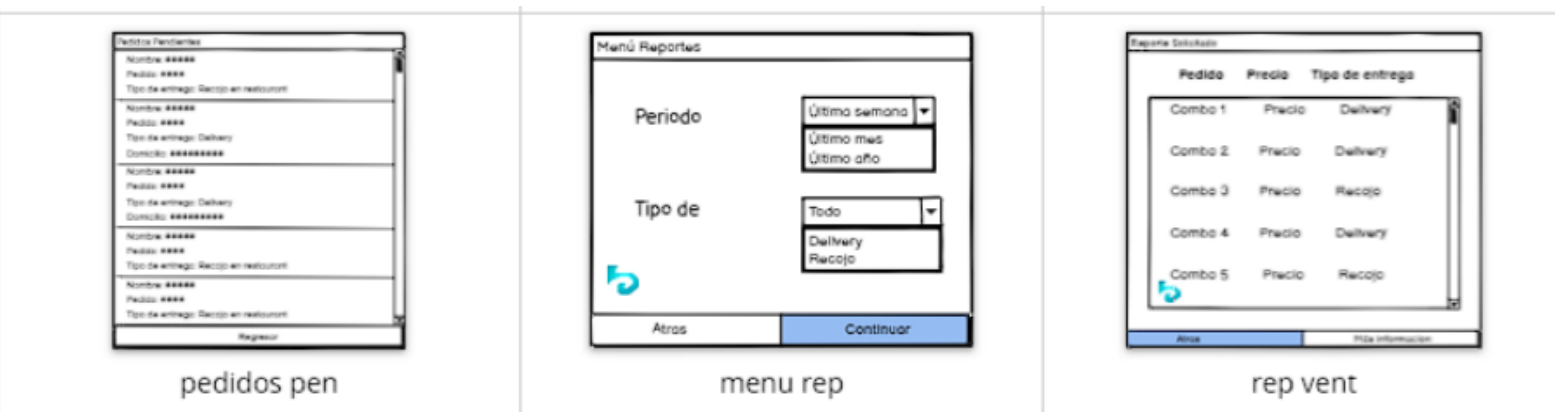 Pedidos Pendientes
Nombre: #####
Pedido: ####
Tipo de entrega: Recojo en restaurant
Nombre: #####
Pedido: ####
Tipo de entrega: Delivery
Domicilio: #########
Nombre: #####
Pedido: ####
Tipo de entrega: Delivery
Domicilio: #########
Nombre: #####
Pedido: ####
Tipo de entrega: Recojo en restaurant
Nombre: #####
Pedido: ####
Tipo de entrega: Recojo en restaurant
Regresar
pedidos pen
Menú Reportes
Periodo
Última semana
Último mes
Último año
Tipo de
Todo
Delivery
Recojo
Atras
Continuar
menu rep
Reporte Solicitado
Pedido Precio Tipo de entrega
Combo 1 Precio Delivery
Combo 2 Precio Delivery
Combo 3 Precio Recojo
Combo 4 Precio Delivery
Combo 5 Precio Recojo
Atras
Más informacion
rep vent